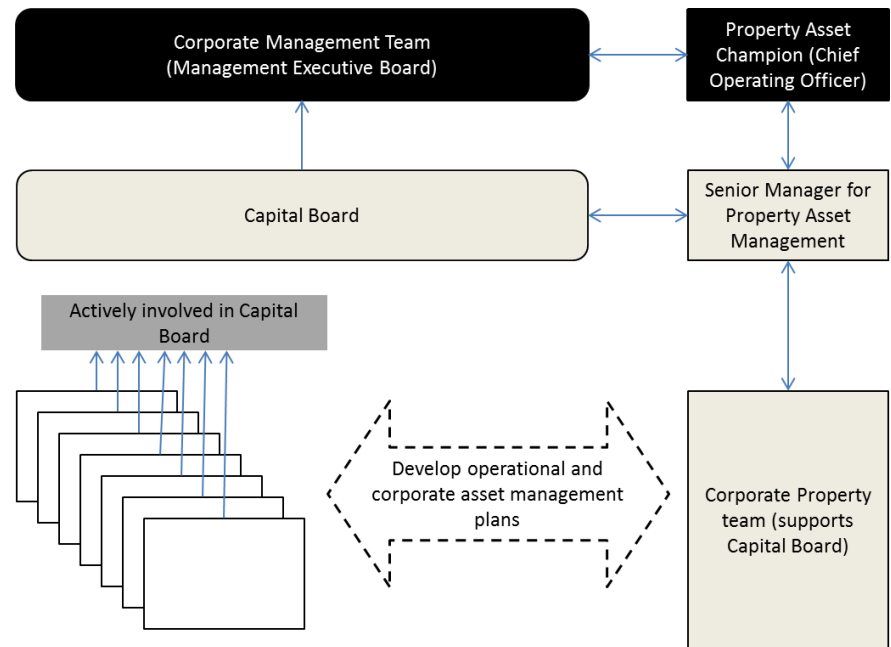 Corporate Management Team
(Management Executive Board)
Property Asset
Champion (Chief
Operating Officer)
Capital Board
Senior Manager for
Property Asset
Management
Actively involved in Capital
Board
Develop operational and
corporate asset management
plans
Corporate Property
team (supports
Capital Board)